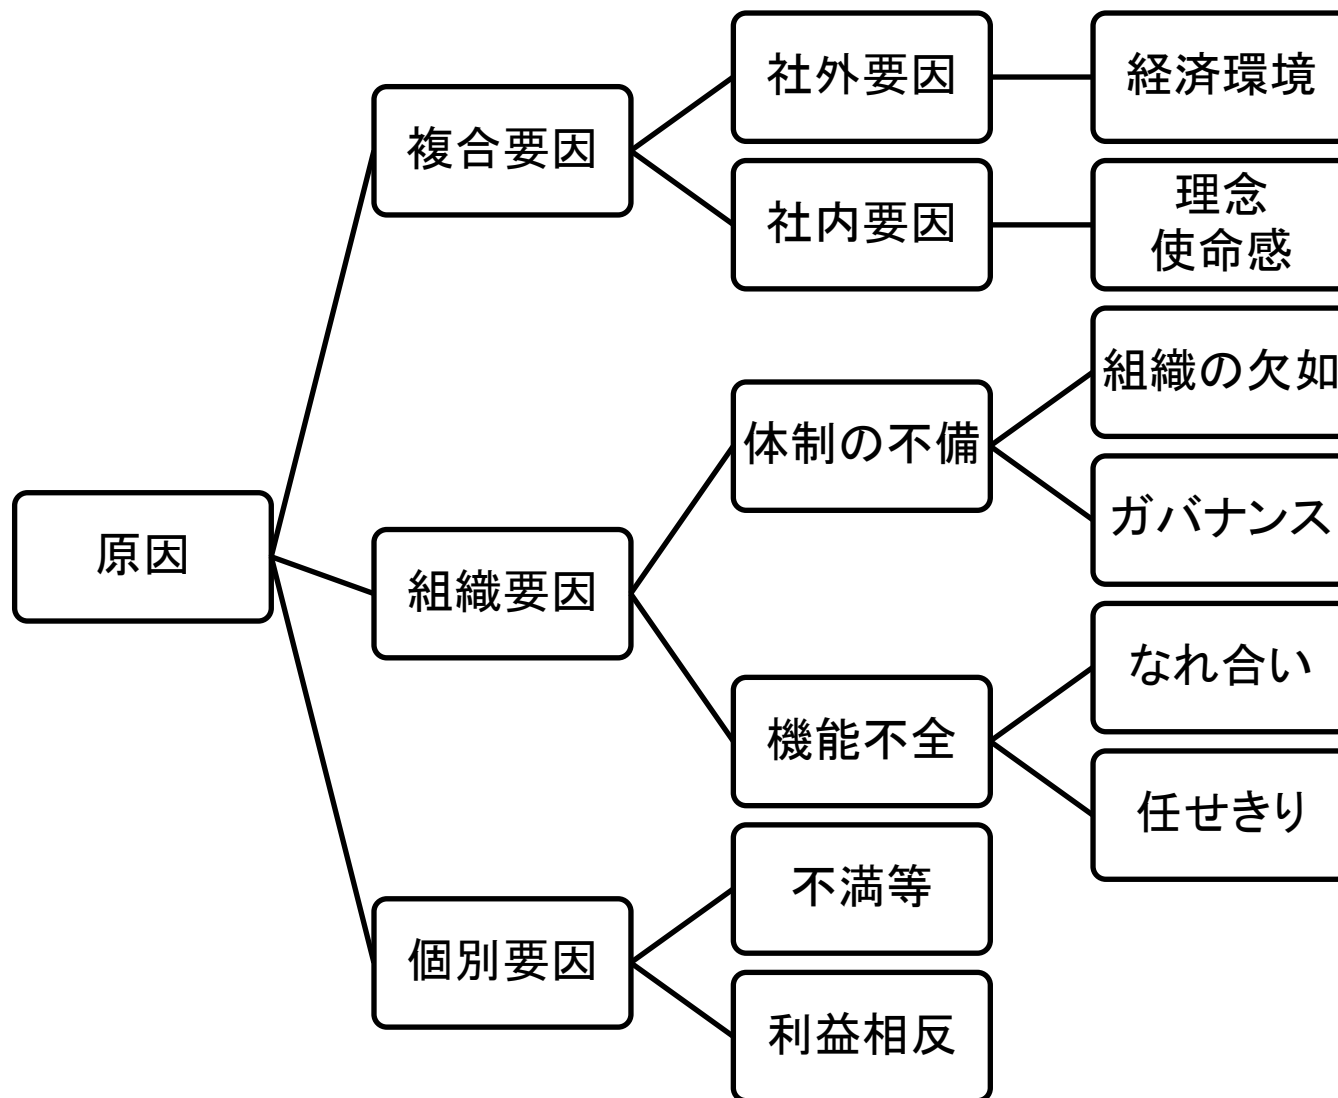 原因
複合要因
社外要因
経済環境
社内要因
理念
使命感
組織要因
体制の不備
組織の欠如
ガバナンス
機能不全
なれ合い
任せきり
個別要因
不満等
利益相反